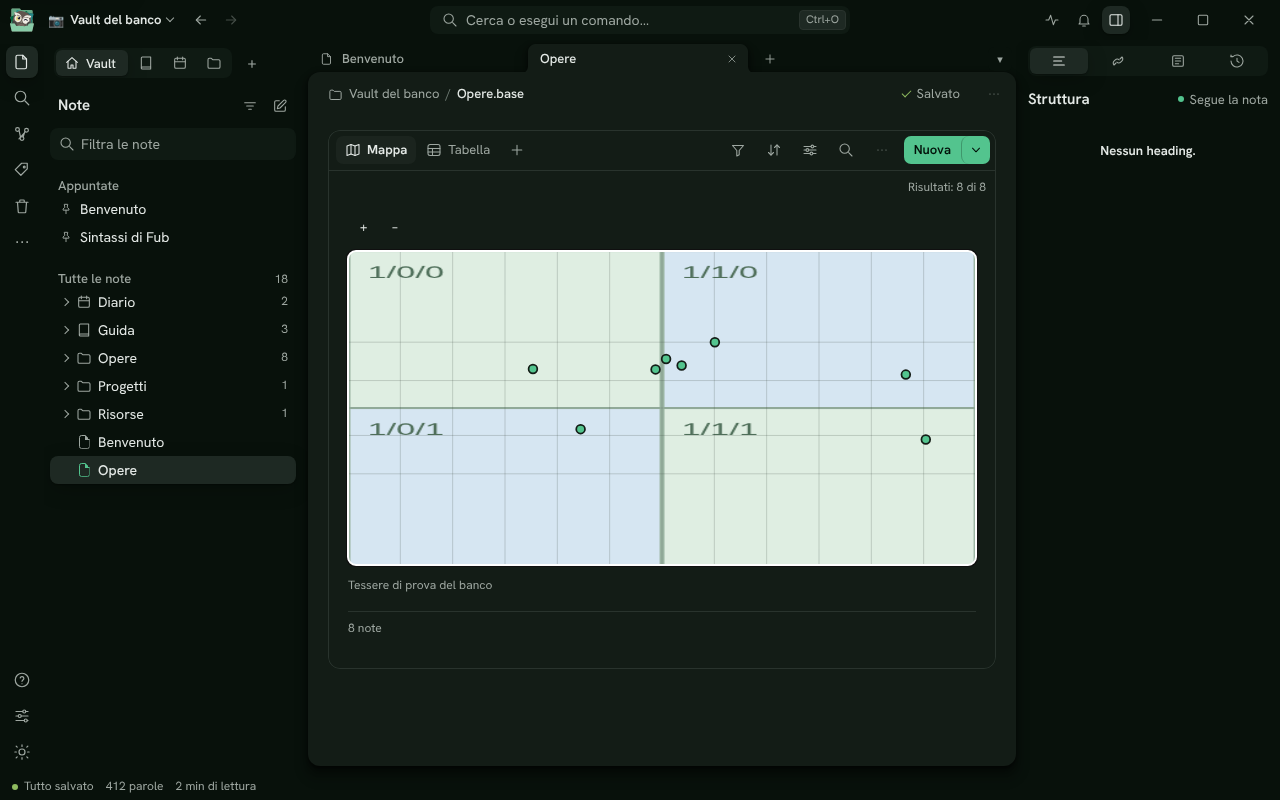 Vault del banco
Cerca o esegui un comando...
Ctrl+O
Vault
Benvenuto
Opere
Note
Filtra le note
Appuntate
Benvenuto
Sintassi di Fub
Tutte le note 18
Diario 2
Guida 3
Opere 8
Progetti 1
Risorse 1
Benvenuto
Opere
Vault del banco / Opere.base
Salvato
Mappa
Tabella
Nuova
Risultati: 8 di 8
+ −
1/0/0
1/1/0
1/0/1
1/1/1
Tessere di prova del banco
8 note
Struttura
Segue la nota
Nessun heading.
Tutto salvato 412 parole 2 min di lettura